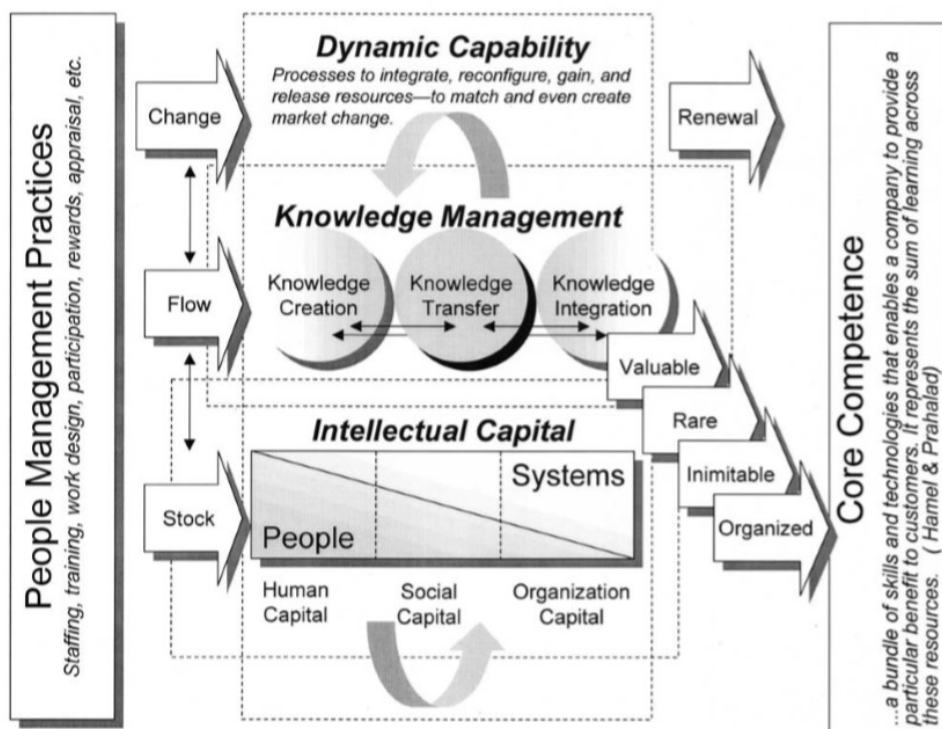 People Management Practices
Staffing, training, work design, participation, rewards, appraisal, etc.
Change
Flow
Stock
Dynamic Capability
Processes to integrate, reconfigure, gain, and
release resources—to match and even create
market change.
Renewal
Knowledge Management
Knowledge
Creation
Knowledge
Transfer
Knowledge
Integration
Valuable
Rare
Inimitable
Organized
Intellectual Capital
Systems
People
Human
Capital
Social
Capital
Organization
Capital
Core Competence
...a bundle of skills and technologies that enables a company to provide a
particular benefit to customers. It represents the sum of learning across
these resources. ( Hamel & Prahalad)